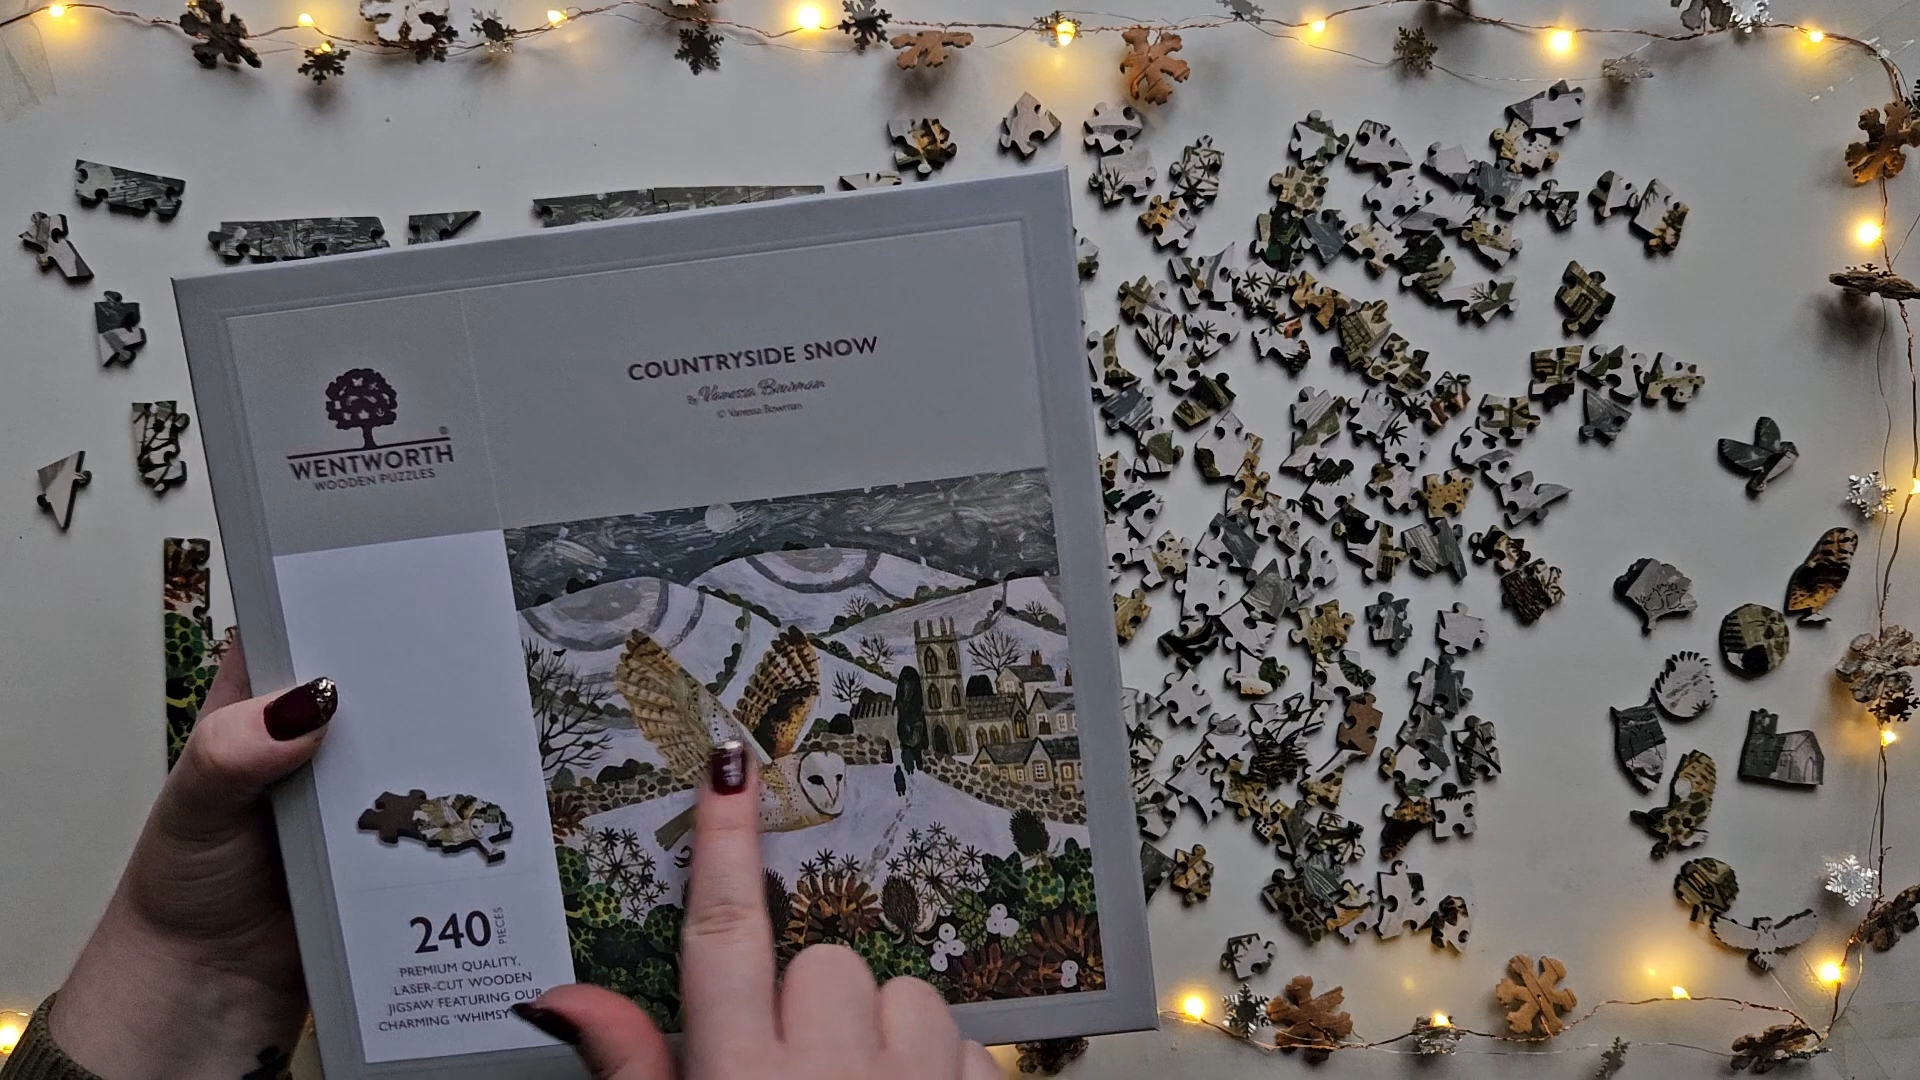 COUNTRYSIDE SNOW
By Vanessa Bowman
© Vanessa Bowman
WENTWORTH®
WOODEN PUZZLES
240 PIECES
PREMIUM QUALITY,
LASER-CUT WOODEN
JIGSAW FEATURING OUR
CHARMING 'WHIMSY